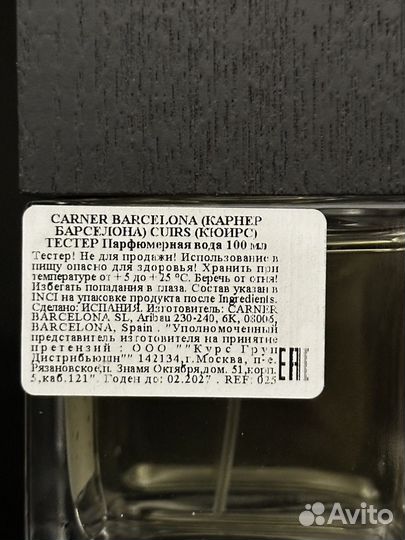 CARNER BARCELONA (КАРНЕР
БАРСЕЛОНА) CUIRS (КЮИРС)
ТЕСТЕР Парфюмерная вода 100 мл
Тестер! Не для продажи! Использование в
пищу опасно для здоровья! Хранить при
температуре от +5 до +25 °C. Беречь от огня!
Избегать попадания в глаза. Состав указан в
INCI на упаковке продукта после Ingredients.
Сделано: ИСПАНИЯ. Изготовитель: CARNER
BARCELONA SL, Aribau 230-240, 6K, 08005,
BARCELONA, Spain . "Уполномоченный
представитель изготовителя на принятие
претензий : ООО ""Курс Груп
Дистрибьюшн"" 142134,г.Москва, п-е.
Рязановское,п. Знамя Октября,дом. 51,корп.
5,каб.121". Годен до: 02.2027 . REF: 025
EAC
Avito